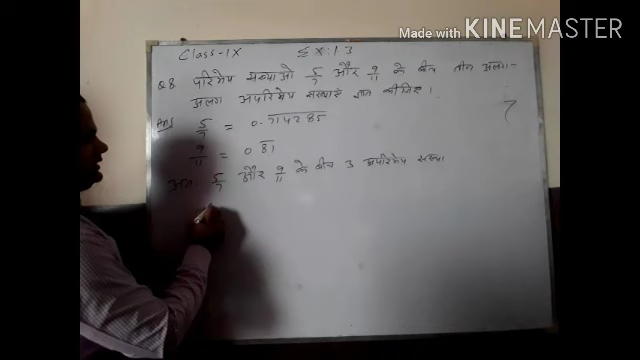 Made with KINEMASTER
Class-IX Ex:1.3
Q8. परिमेय संख्याओं 5/7 और 9/11 के बीच तीन अलग-
अलग अपरिमेय संख्याएं ज्ञात कीजिए।
Ans 5/7 = 0.714285
9/11 = 0.81
अतः 5/7 और 9/11 के बीच 3 अपरिमेय संख्या